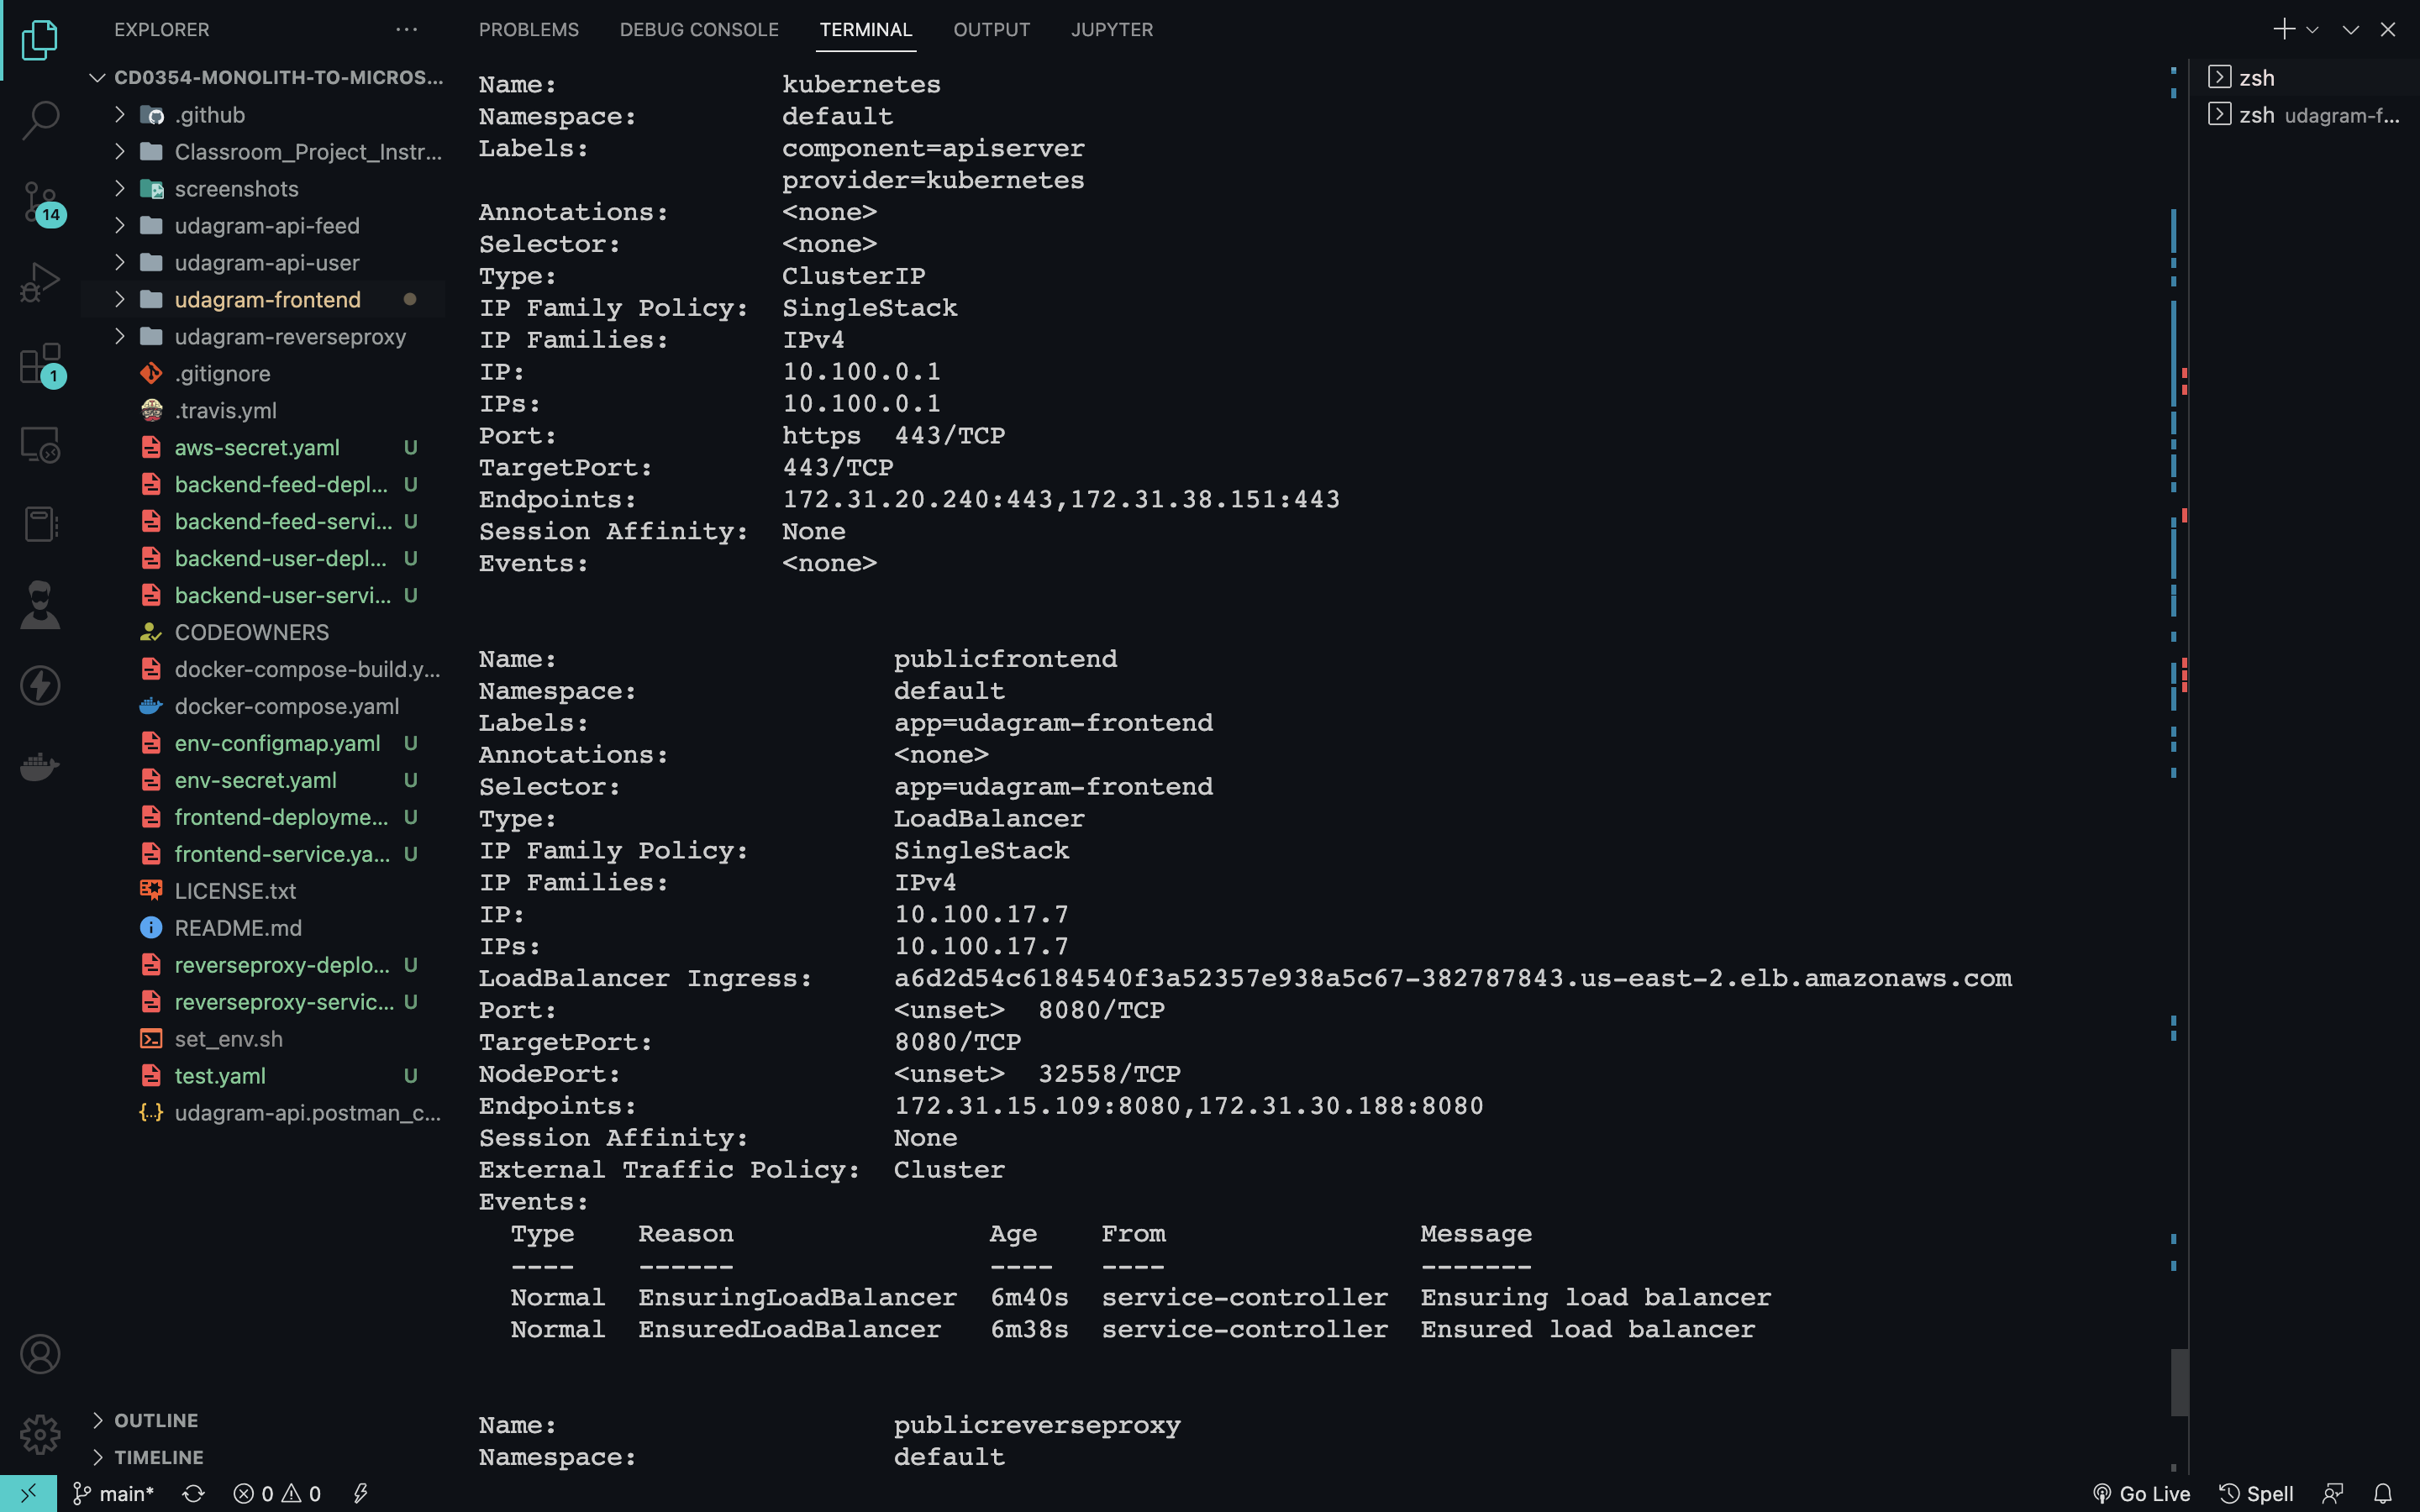 EXPLORER
CD0354-MONOLITH-TO-MICROS...
.github
Classroom_Project_Instr...
screenshots
udagram-api-feed
udagram-api-user
udagram-frontend
udagram-reverseproxy
.gitignore
.travis.yml
aws-secret.yaml U
backend-feed-depl... U
backend-feed-servi... U
backend-user-depl... U
backend-user-servi... U
CODEOWNERS
docker-compose-build.y...
docker-compose.yaml
env-configmap.yaml U
env-secret.yaml U
frontend-deployme... U
frontend-service.ya... U
LICENSE.txt
README.md
reverseproxy-deplo... U
reverseproxy-servic... U
set_env.sh
test.yaml U
udagram-api.postman_c...
OUTLINE
TIMELINE
14
1
PROBLEMS DEBUG CONSOLE TERMINAL OUTPUT JUPYTER
Name: kubernetes
Namespace: default
Labels: component=apiserver
provider=kubernetes
Annotations: <none>
Selector: <none>
Type: ClusterIP
IP Family Policy: SingleStack
IP Families: IPv4
IP: 10.100.0.1
IPs: 10.100.0.1
Port: https 443/TCP
TargetPort: 443/TCP
Endpoints: 172.31.20.240:443,172.31.38.151:443
Session Affinity: None
Events: <none>
Name: publicfrontend
Namespace: default
Labels: app=udagram-frontend
Annotations: <none>
Selector: app=udagram-frontend
Type: LoadBalancer
IP Family Policy: SingleStack
IP Families: IPv4
IP: 10.100.17.7
IPs: 10.100.17.7
LoadBalancer Ingress: a6d2d54c6184540f3a52357e938a5c67-382787843.us-east-2.elb.amazonaws.com
Port: <unset> 8080/TCP
TargetPort: 8080/TCP
NodePort: <unset> 32558/TCP
Endpoints: 172.31.15.109:8080,172.31.30.188:8080
Session Affinity: None
External Traffic Policy: Cluster
Events:
Type Reason Age From Message
---- ------ ---- ---- -------
Normal EnsuringLoadBalancer 6m40s service-controller Ensuring load balancer
Normal EnsuredLoadBalancer 6m38s service-controller Ensured load balancer
Name: publicreverseproxy
Namespace: default
zsh
zsh udagram-f...
main* 0 0
Go Live Spell